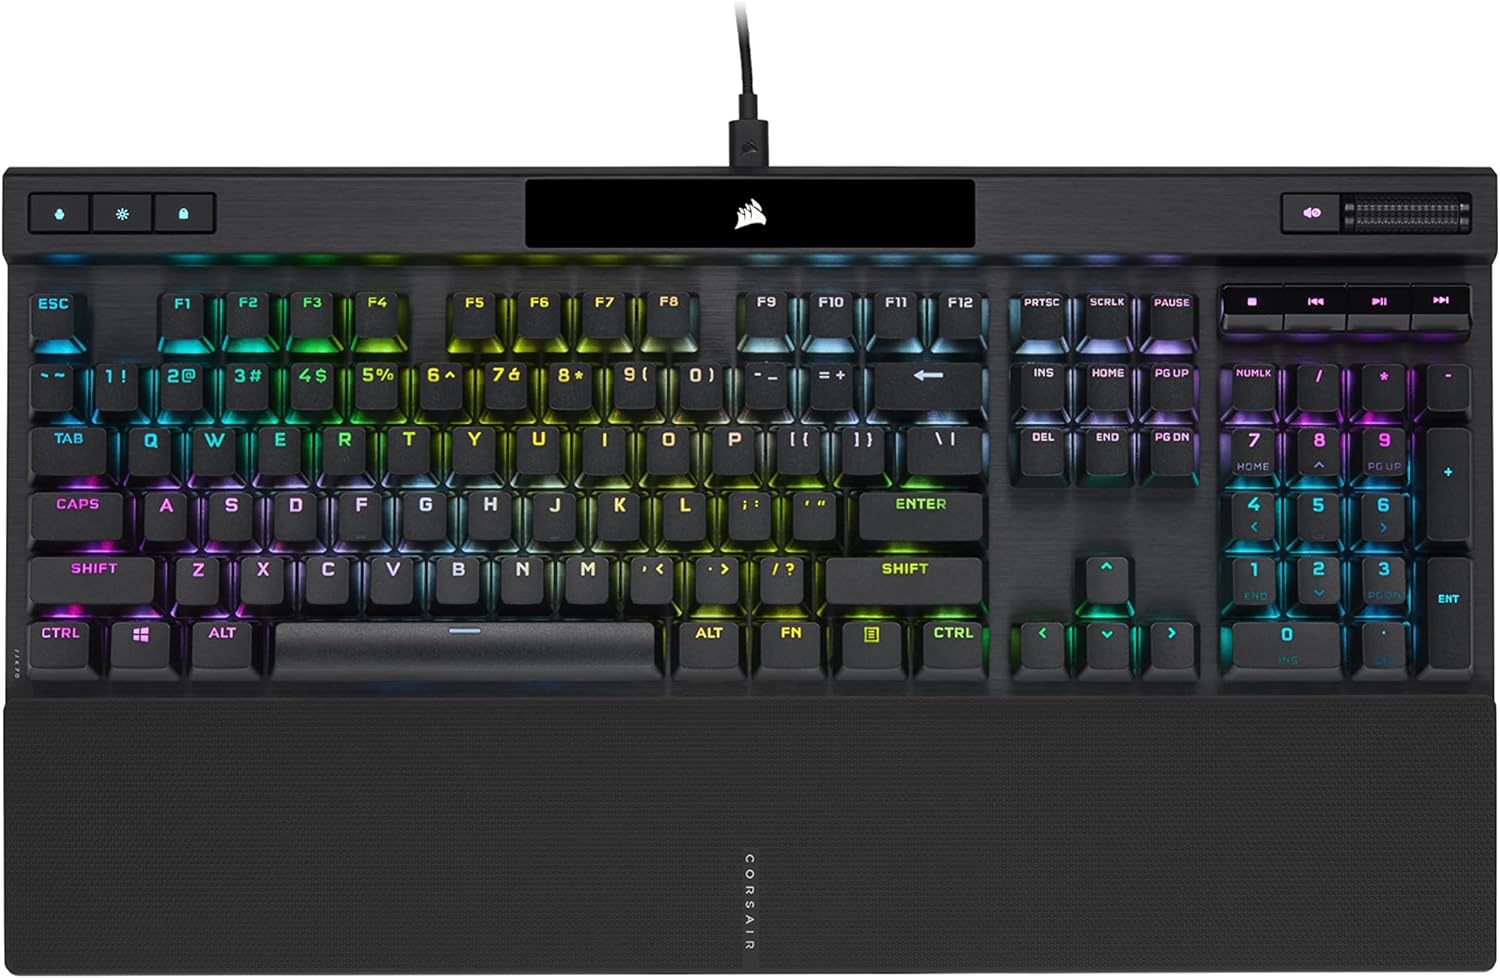 ESC F1 F2 F3 F4 F5 F6 F7 F8 F9 F10 F11 F12 PRTSC SCRLK PAUSE
` ~ 1 ! 2 @ 3 # 4 $ 5 % 6 ^ 7 & 8 * 9 ( 0 ) - _ = + INS HOME PG UP NUMLK / * -
TAB Q W E R T Y U I O P [ { ] } \ | DEL END PG DN 7 8 9 +
HOME ^ PG UP
CAPS A S D F G H J K L ; : ' " ENTER 4 5 6
< >
SHIFT Z X C V B N M , < . > / ? SHIFT ^ 1 2 3 ENT
END PG DN
CTRL ALT ALT FN CTRL < > 0 .
INS DEL
CORSAIR